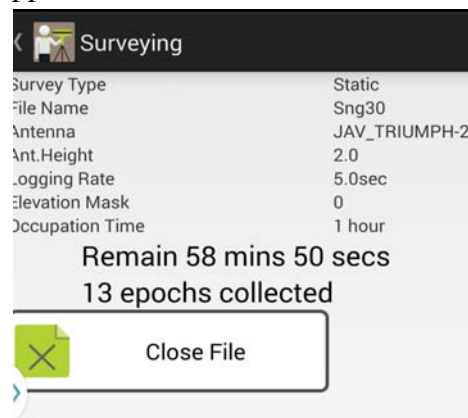 Surveying
Survey Type Static
File Name Sng30
Antenna JAV_TRIUMPH-2
Ant.Height 2.0
Logging Rate 5.0sec
Elevation Mask 0
Occupation Time 1 hour
Remain 58 mins 50 secs
13 epochs collected
Close File